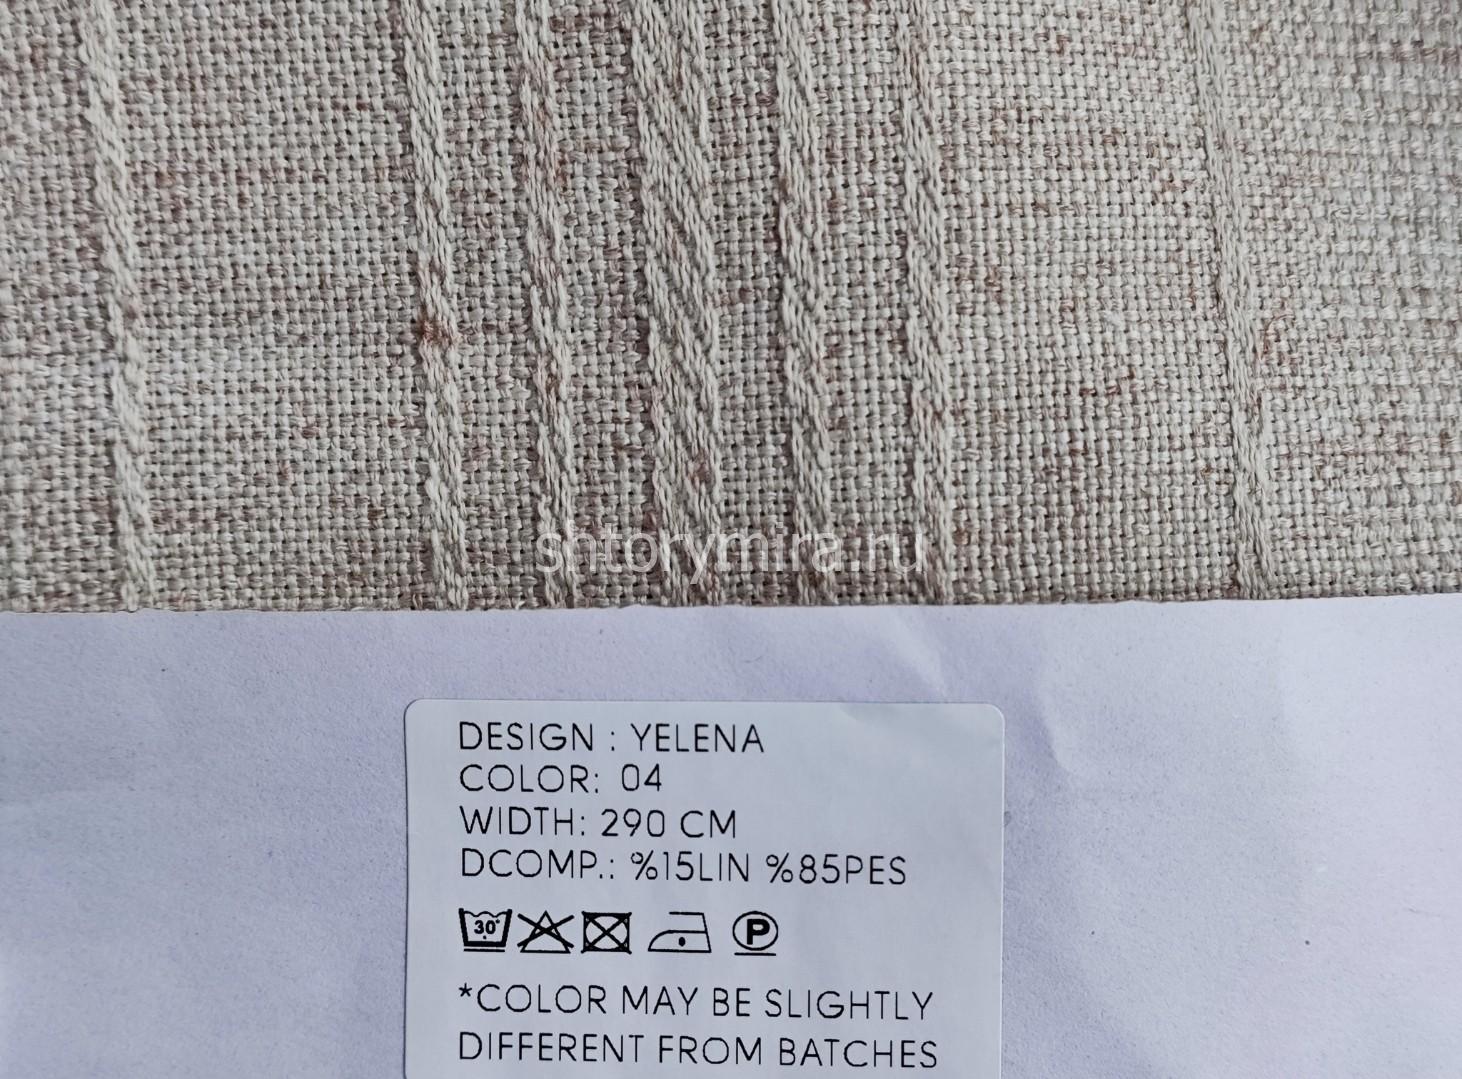 shtorymira.ru
DESIGN : YELENA
COLOR: 04
WIDTH: 290 CM
DCOMP.: %15LIN %85PES
30° P
*COLOR MAY BE SLIGHTLY
DIFFERENT FROM BATCHES